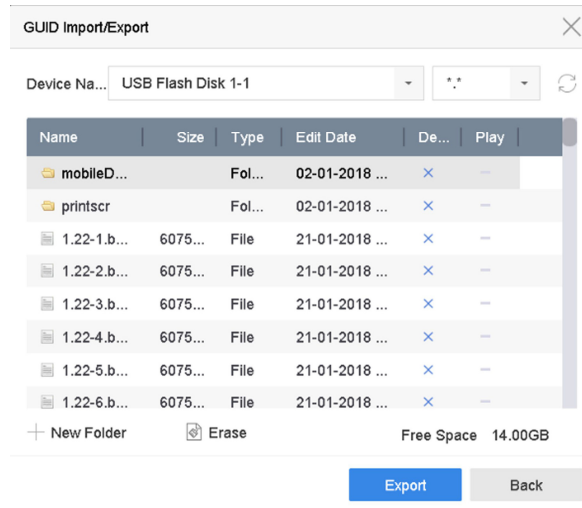 GUID Import/Export
Device Na... USB Flash Disk 1-1 *.*
Name Size Type Edit Date De... Play
mobileD... Fol... 02-01-2018 ...
printscr Fol... 02-01-2018 ...
1.22-1.b... 6075... File 21-01-2018 ...
1.22-2.b... 6075... File 21-01-2018 ...
1.22-3.b... 6075... File 21-01-2018 ...
1.22-4.b... 6075... File 21-01-2018 ...
1.22-5.b... 6075... File 21-01-2018 ...
1.22-6.b... 6075... File 21-01-2018 ...
New Folder Erase Free Space 14.00GB
Export Back